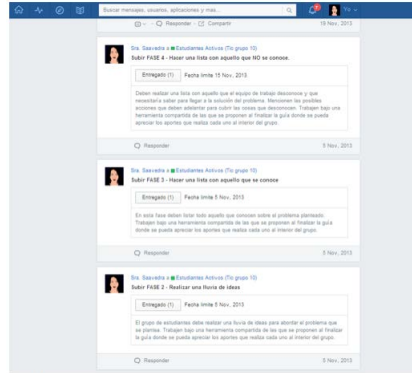 Buscar mensajes, usuarios, aplicaciones y mas...
Yo
Responder · Compartir
19 Nov, 2013
Sra. Saavedra a Estudiantes Activos (Tic grupo 10)
Subir FASE 4 - Hacer una lista con aquello que NO se conoce.
Entregado (1) Fecha límite 15 Nov, 2013
Deben realizar una lista con aquello que el equipo de trabajo desconoce y que
necesitaría saber para llegar a la solución del problema. Mencionen las posibles
acciones que deben adelantar para cubrir las cosas que desconocen. Trabajen bajo una
herramienta compartida de las que se proponen al finalizar la guía donde se pueda
apreciar los aportes que realiza cada uno al interior del grupo.
Responder
5 Nov, 2013
Sra. Saavedra a Estudiantes Activos (Tic grupo 10)
Subir FASE 3 - Hacer una lista con aquello que se conoce
Entregado (1) Fecha límite 5 Nov, 2013
En esta fase deben listar todo aquello que conocen sobre el problema planteado.
Trabajen bajo una herramienta compartida de las que se proponen al finalizar la guía
donde se pueda apreciar los aportes que realiza cada uno al interior del grupo.
Responder
5 Nov, 2013
Sra. Saavedra a Estudiantes Activos (Tic grupo 10)
Subir FASE 2 - Realizar una lluvia de ideas
Entregado (1) Fecha límite 5 Nov, 2013
El grupo de estudiantes debe realizar una lluvia de ideas para abordar el problema que
se plantea. Trabajen bajo una herramienta compartida de las que se proponen al finalizar
la guía donde se pueda apreciar los aportes que realiza cada uno al interior del grupo.
Responder
5 Nov, 2013